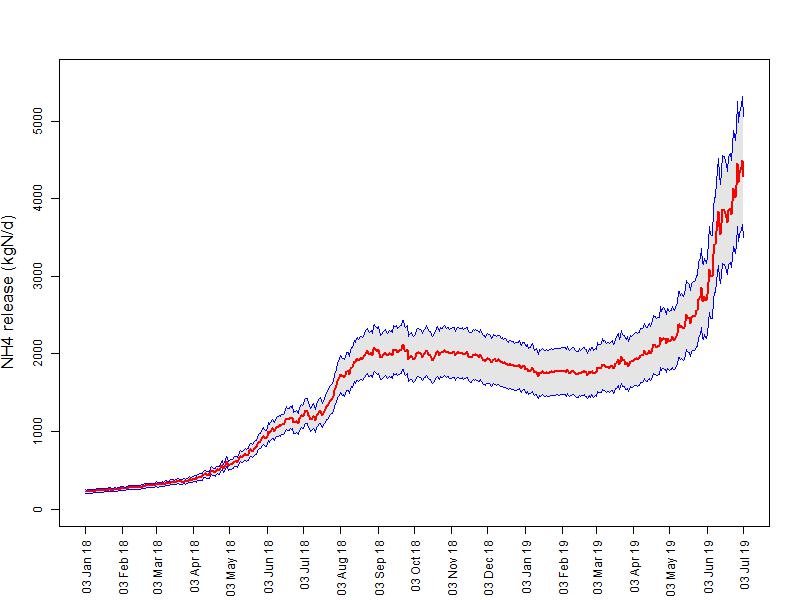 NH4 release (kgN/d)
5000
4000
3000
2000
1000
0
03 Jan 18
03 Feb 18
03 Mar 18
03 Apr 18
03 May 18
03 Jun 18
03 Jul 18
03 Aug 18
03 Sep 18
03 Oct 18
03 Nov 18
03 Dec 18
03 Jan 19
03 Feb 19
03 Mar 19
03 Apr 19
03 May 19
03 Jun 19
03 Jul 19